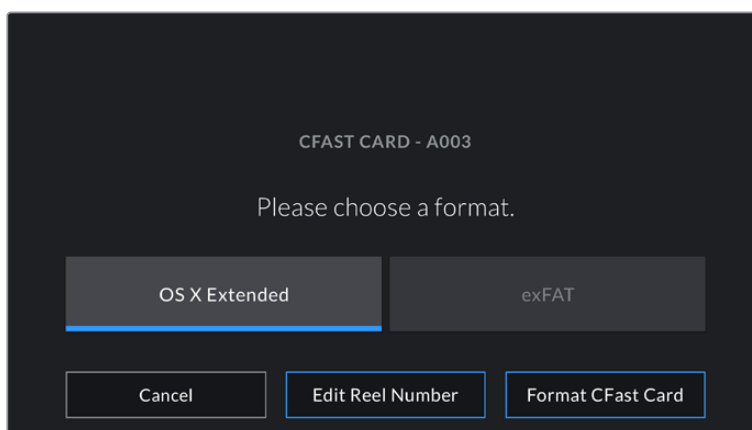 CFAST CARD - A003
Please choose a format.
OS X Extended
exFAT
Cancel
Edit Reel Number
Format CFast Card